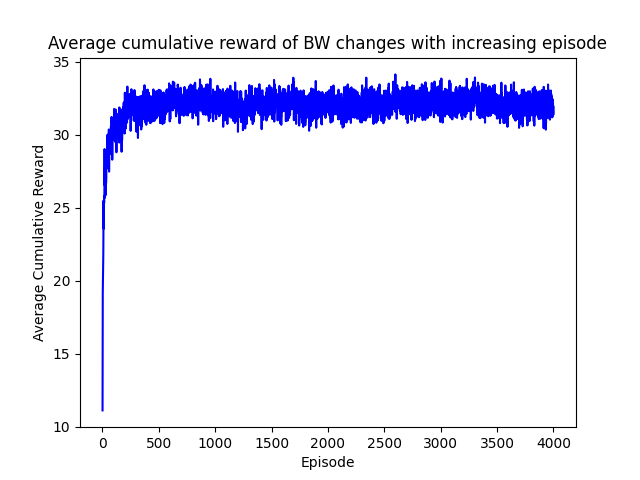 Average cumulative reward of BW changes with increasing episode
35
30
25
20
15
10
Average Cumulative Reward
0 500 1000 1500 2000 2500 3000 3500 4000
Episode